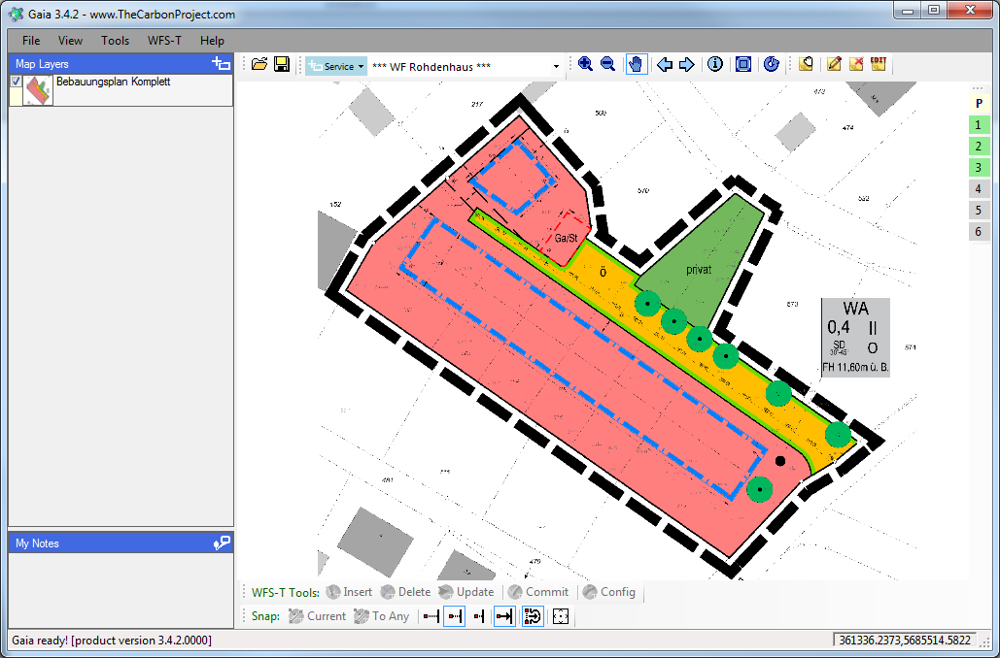 Gaia 3.4.2 - www.TheCarbonProject.com
File View Tools WFS-T Help
Map Layers
Service *** WF Rohdenhaus ***
EDIT
Bebauungsplan Komplett
P
1
2
3
4
5
6
217
509
473
474
570
532
152
Ga/St
Ö
privat
573
574
WA
0,4 II
SD
30°-45°
O
FH 11,60m ü. B.
481
479
My Notes
WFS-T Tools: Insert Delete Update Commit Config
Snap: Current To Any
Gaia ready! [product version 3.4.2.0000]
361336.2373,5685514.5822